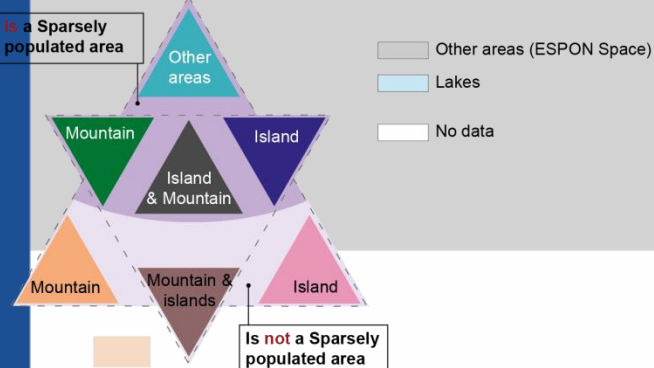 Is a Sparsely
populated area
Other
areas
Other areas (ESPON Space)
Lakes
No data
Mountain
Island
Island
& Mountain
Mountain
Mountain &
islands
Island
Is not a Sparsely
populated area